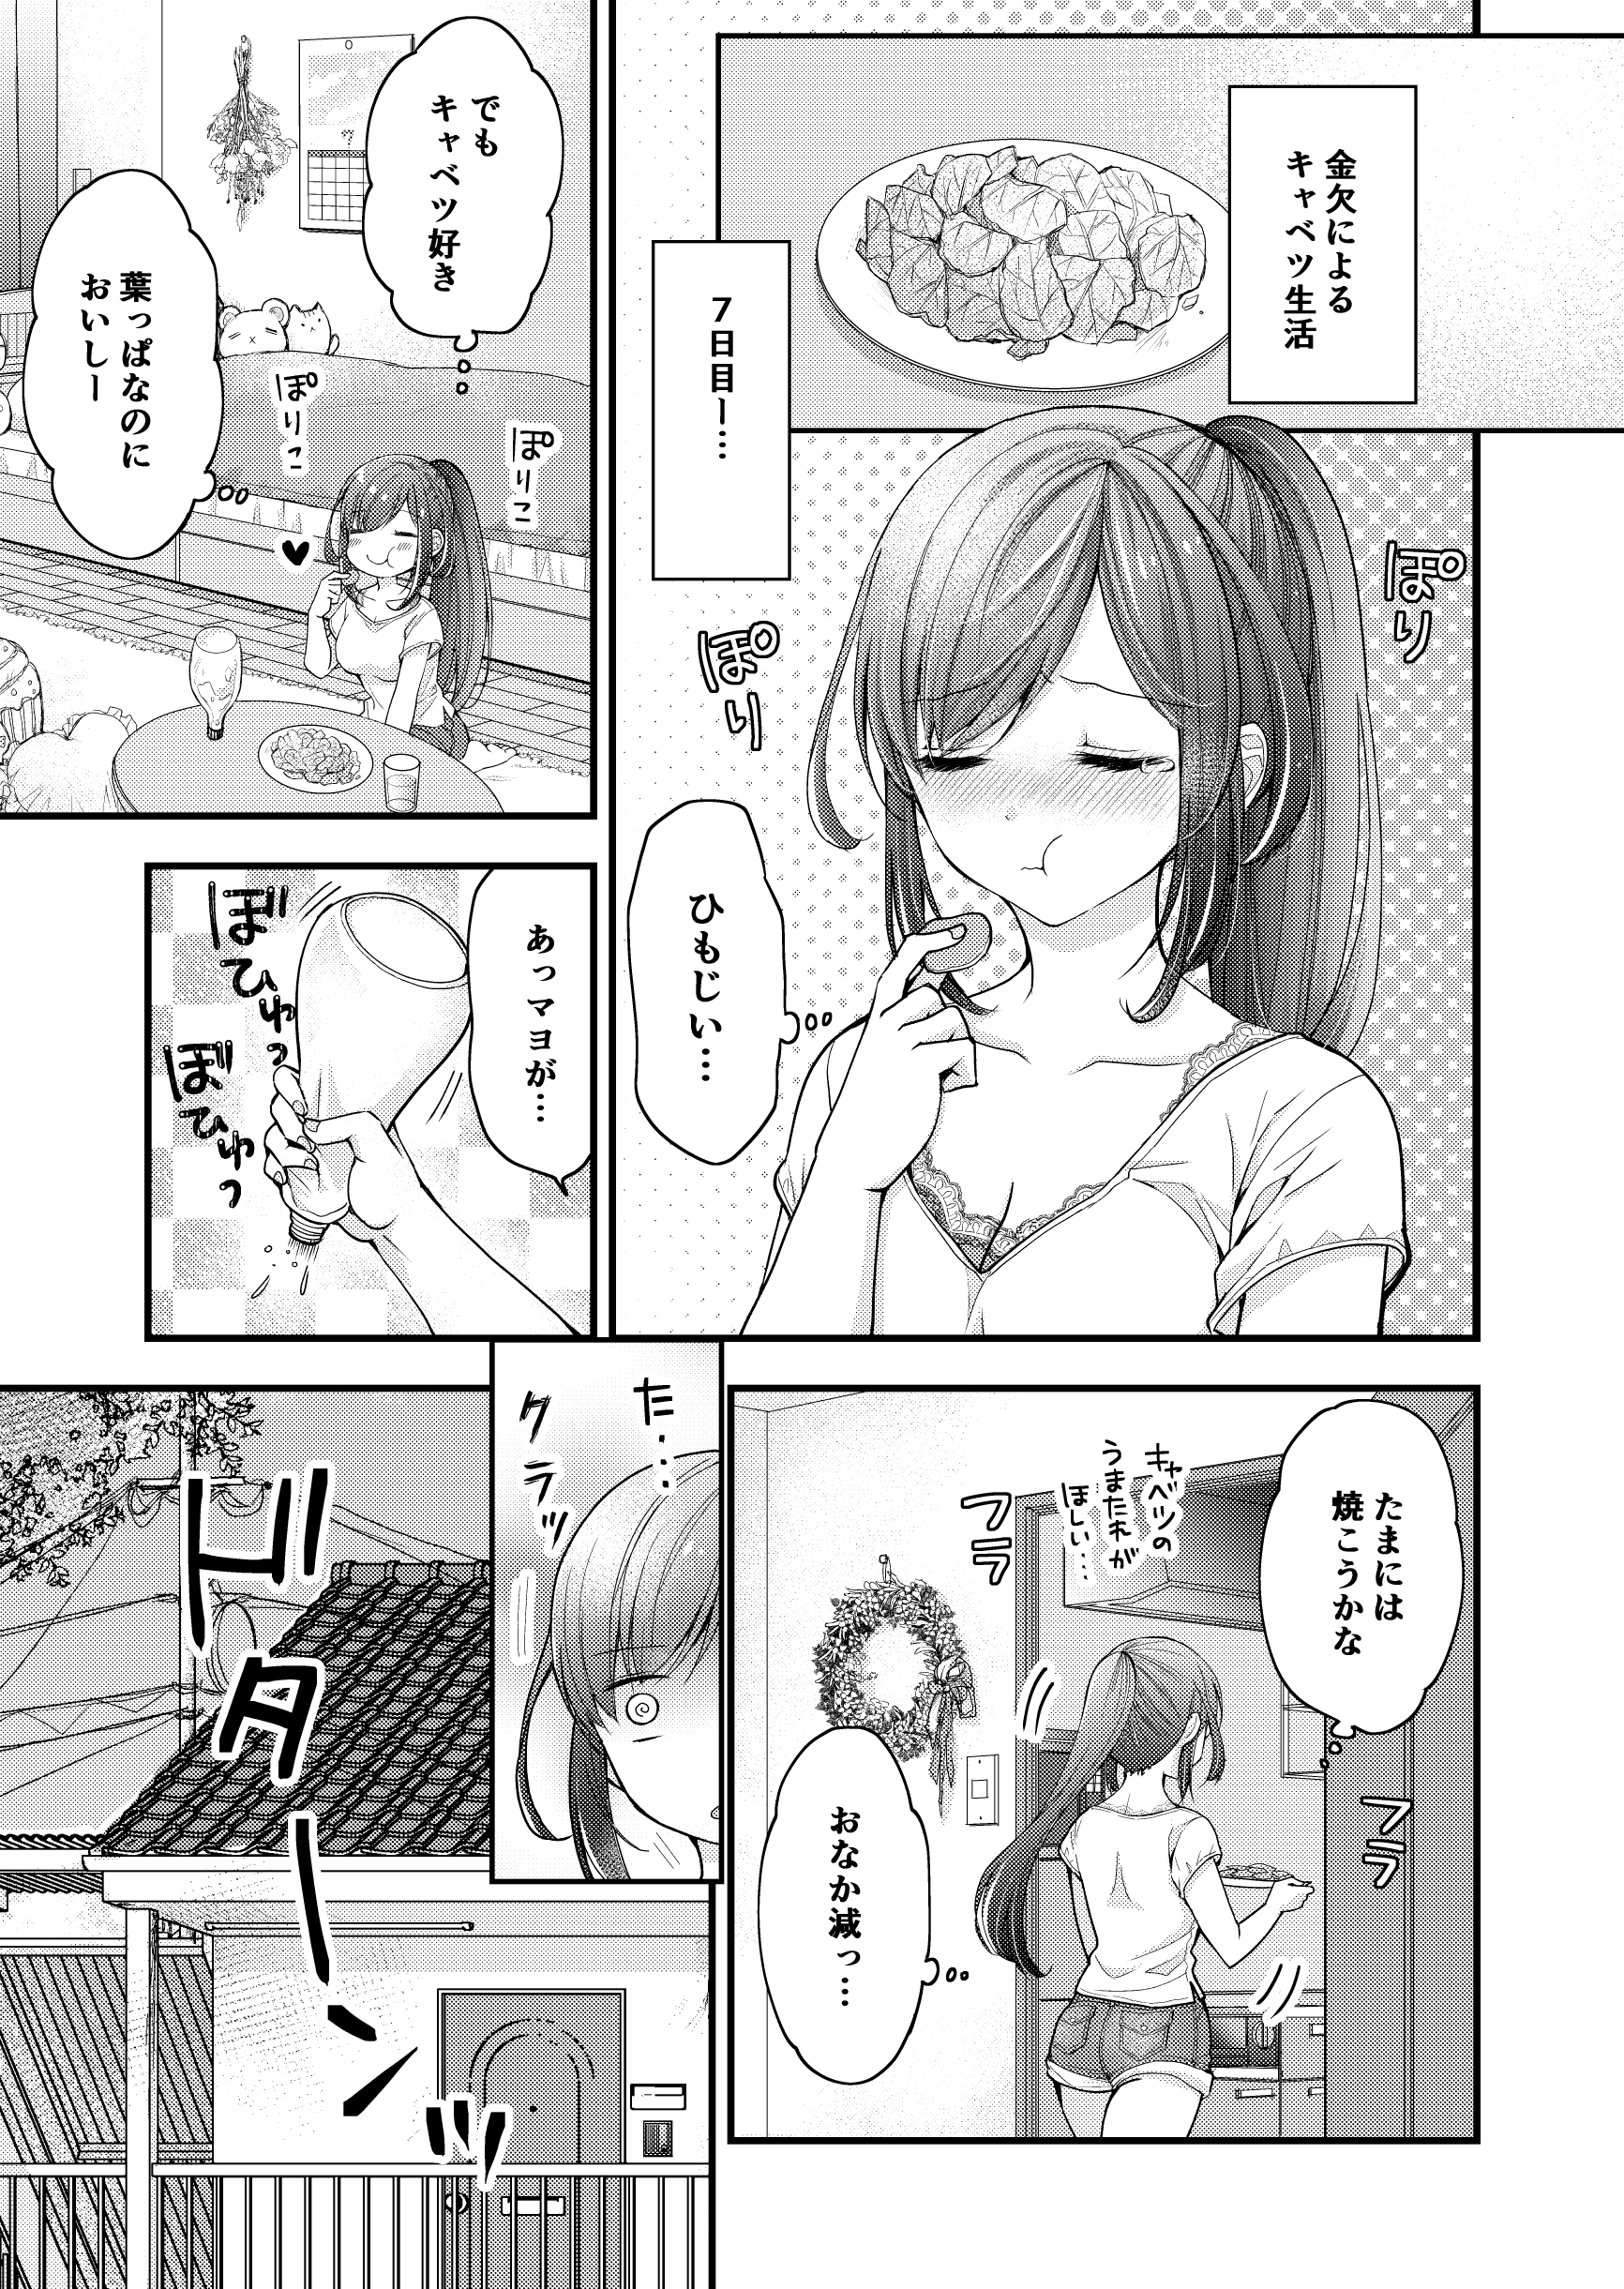 金欠による
キャベツ生活
7日目ー…
ぽり
ぽり
ひもじい…
でも
キャベツ好き
葉っぱなのに
おいしー
ぽりこ
ぽりこ
7
あっマヨが…
ぼひゅっ
ぼひゅっ
たまには
焼こうかな
キャベツの
うまたれが
ほしい…
フラ
フラ
おなか減っ…
た…
クラッ
ドターンッ